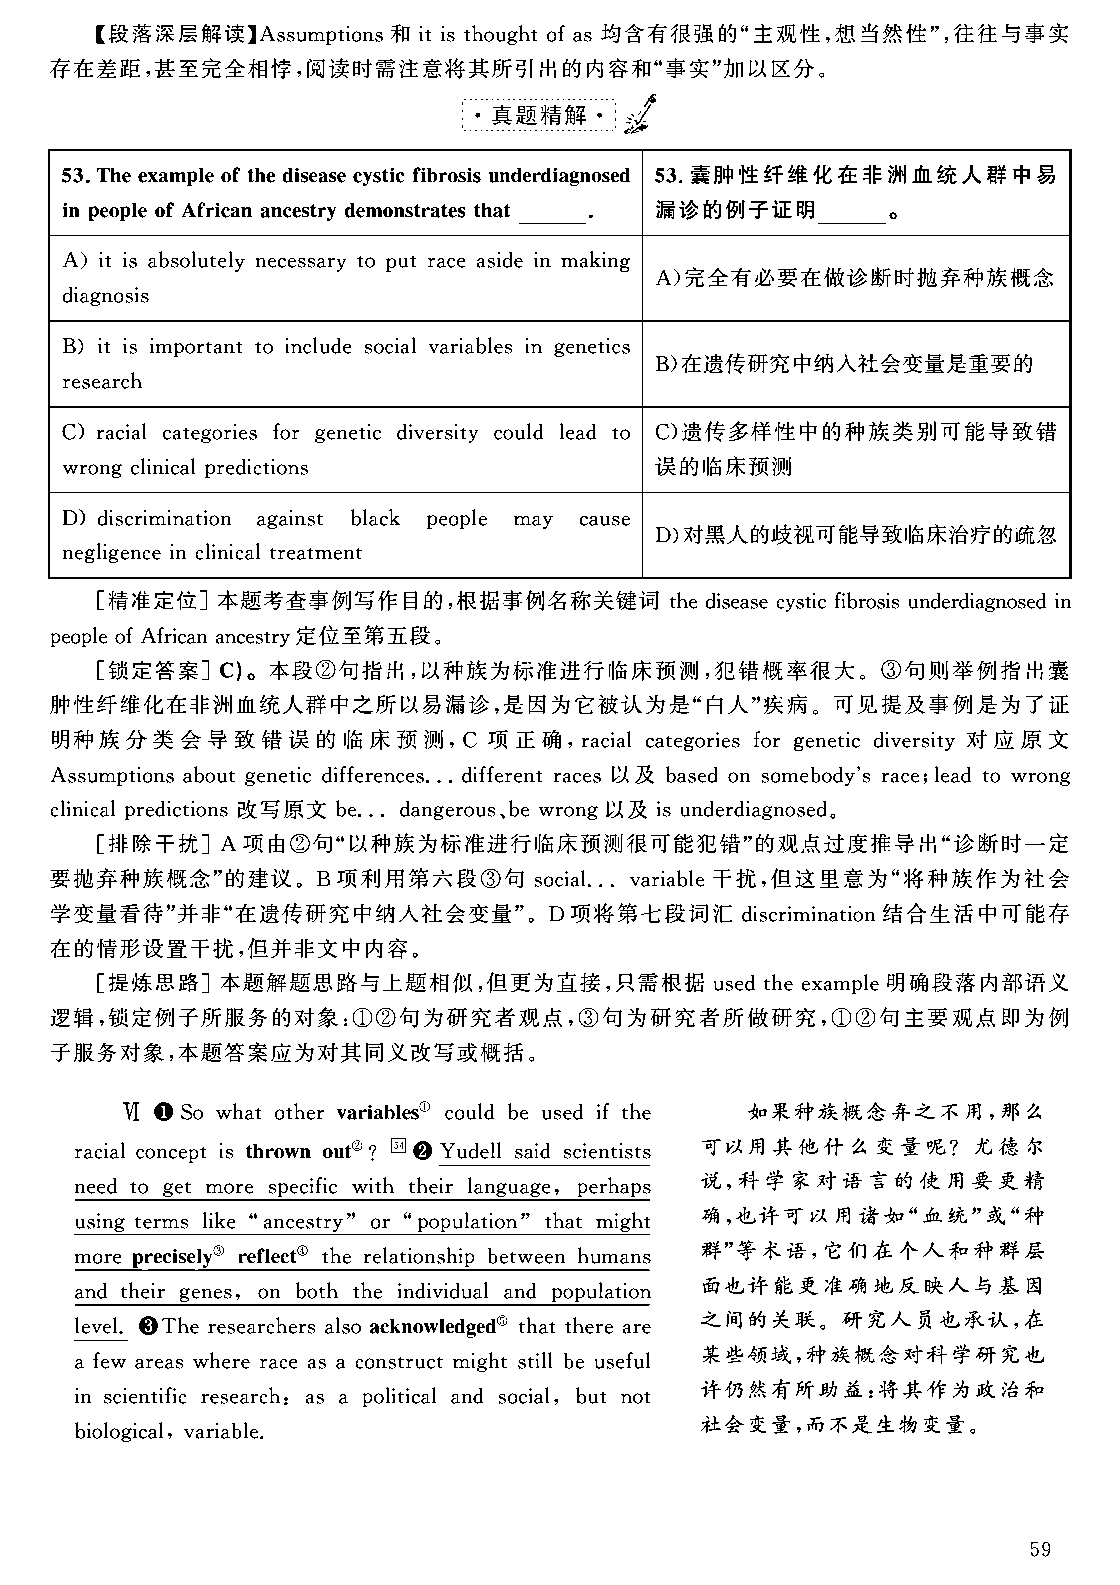 【段落深层解读】Assumptions 和 it is thought of as 均含有很强的“主观性,想当然性”,往往与事实
存在差距,甚至完全相悖,阅读时需注意将其所引出的内容和“事实”加以区分。
·真题精解·
53. The example of the disease cystic fibrosis underdiagnosed
in people of African ancestry demonstrates that ______.
53. 囊肿性纤维化在非洲血统人群中易
漏诊的例子证明______。
A) it is absolutely necessary to put race aside in making
diagnosis
A)完全有必要在做诊断时抛弃种族概念
B) it is important to include social variables in genetics
research
B)在遗传研究中纳入社会变量是重要的
C) racial categories for genetic diversity could lead to
wrong clinical predictions
C)遗传多样性中的种族类别可能导致错
误的临床预测
D) discrimination against black people may cause
negligence in clinical treatment
D)对黑人的歧视可能导致临床治疗的疏忽
[精准定位] 本题考查事例写作目的,根据事例名称关键词 the disease cystic fibrosis underdiagnosed in
people of African ancestry 定位至第五段。
[锁定答案] C)。本段②句指出,以种族为标准进行临床预测,犯错概率很大。③句则举例指出囊
肿性纤维化在非洲血统人群中之所以易漏诊,是因为它被认为是“白人”疾病。可见提及事例是为了证
明种族分类会导致错误的临床预测,C 项正确,racial categories for genetic diversity 对应原文
Assumptions about genetic differences... different races 以及 based on somebody's race;lead to wrong
clinical predictions 改写原文 be... dangerous、be wrong 以及 is underdiagnosed。
[排除干扰] A 项由②句“以种族为标准进行临床预测很可能犯错”的观点过度推导出“诊断时一定
要抛弃种族概念”的建议。B 项利用第六段③句 social... variable 干扰,但这里意为“将种族作为社会
学变量看待”并非“在遗传研究中纳入社会变量”。D 项将第七段词汇 discrimination 结合生活中可能存
在的情形设置干扰,但并非文中内容。
[提炼思路] 本题解题思路与上题相似,但更为直接,只需根据 used the example 明确段落内部语义
逻辑,锁定例子所服务的对象:①②句为研究者观点,③句为研究者所做研究,①②句主要观点即为例
子服务对象,本题答案应为对其同义改写或概括。
Ⅵ ❶ So what other variables① could be used if the
racial concept is thrown out②? 54 ❷ Yudell said scientists
need to get more specific with their language, perhaps
using terms like “ancestry” or “population” that might
more precisely③ reflect④ the relationship between humans
and their genes, on both the individual and population
level. ❸ The researchers also acknowledged⑤ that there are
a few areas where race as a construct might still be useful
in scientific research: as a political and social, but not
biological, variable.
如果种族概念弃之不用,那么
可以用其他什么变量呢?尤德尔
说,科学家对语言的使用要更精
确,也许可以用诸如“血统”或“种
群”等术语,它们在个人和种群层
面也许能更准确地反映人与基因
之间的关联。研究人员也承认,在
某些领域,种族概念对科学研究也
许仍然有所助益:将其作为政治和
社会变量,而不是生物变量。
59